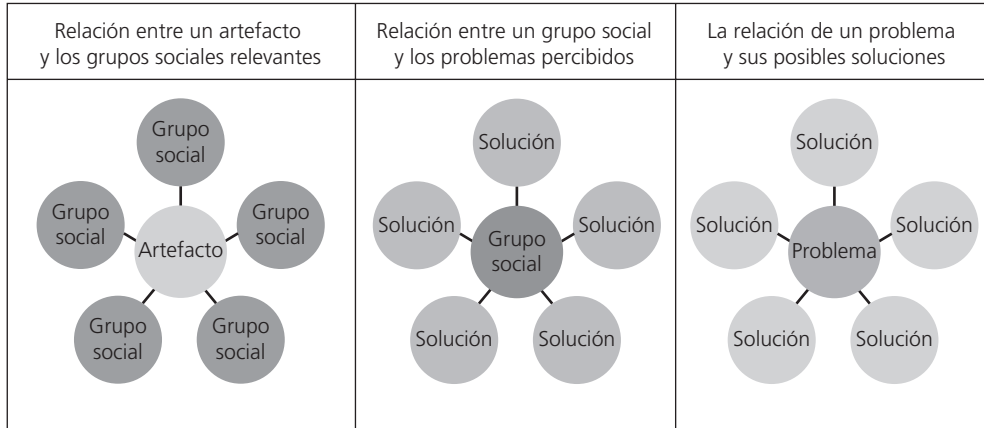 Relación entre un artefacto
y los grupos sociales relevantes
Relación entre un grupo social
y los problemas percibidos
La relación de un problema
y sus posibles soluciones
Grupo
social
Grupo
social
Grupo
social
Artefacto
Grupo
social
Grupo
social
Solución
Solución
Solución
Grupo
social
Solución
Solución
Solución
Solución
Solución
Problema
Solución
Solución